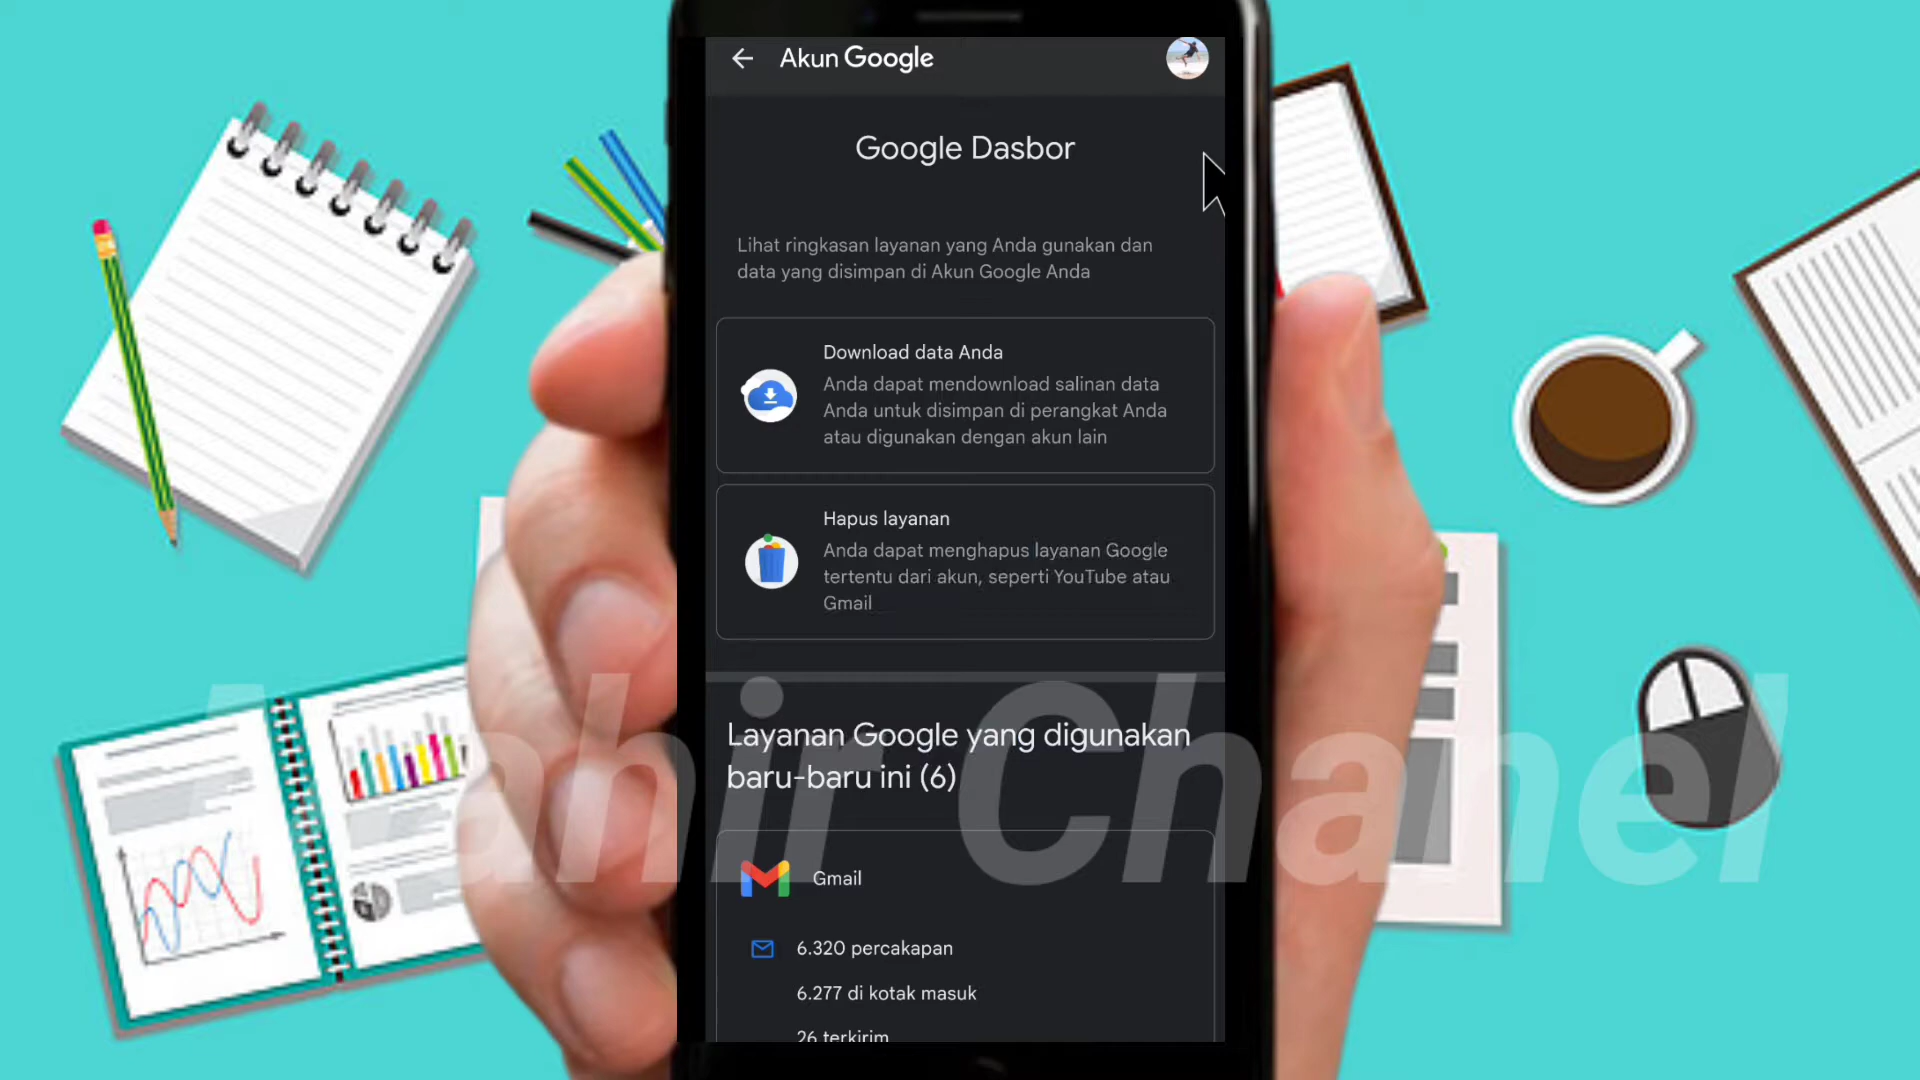 Akun Google
Google Dasbor
Lihat ringkasan layanan yang Anda gunakan dan
data yang disimpan di Akun Google Anda
Download data Anda
Anda dapat mendownload salinan data
Anda untuk disimpan di perangkat Anda
atau digunakan dengan akun lain
Hapus layanan
Anda dapat menghapus layanan Google
tertentu dari akun, seperti YouTube atau
Gmail
Layanan Google yang digunakan
baru-baru ini (6)
Gmail
6.320 percakapan
6.277 di kotak masuk
26 terkirim
Chanel